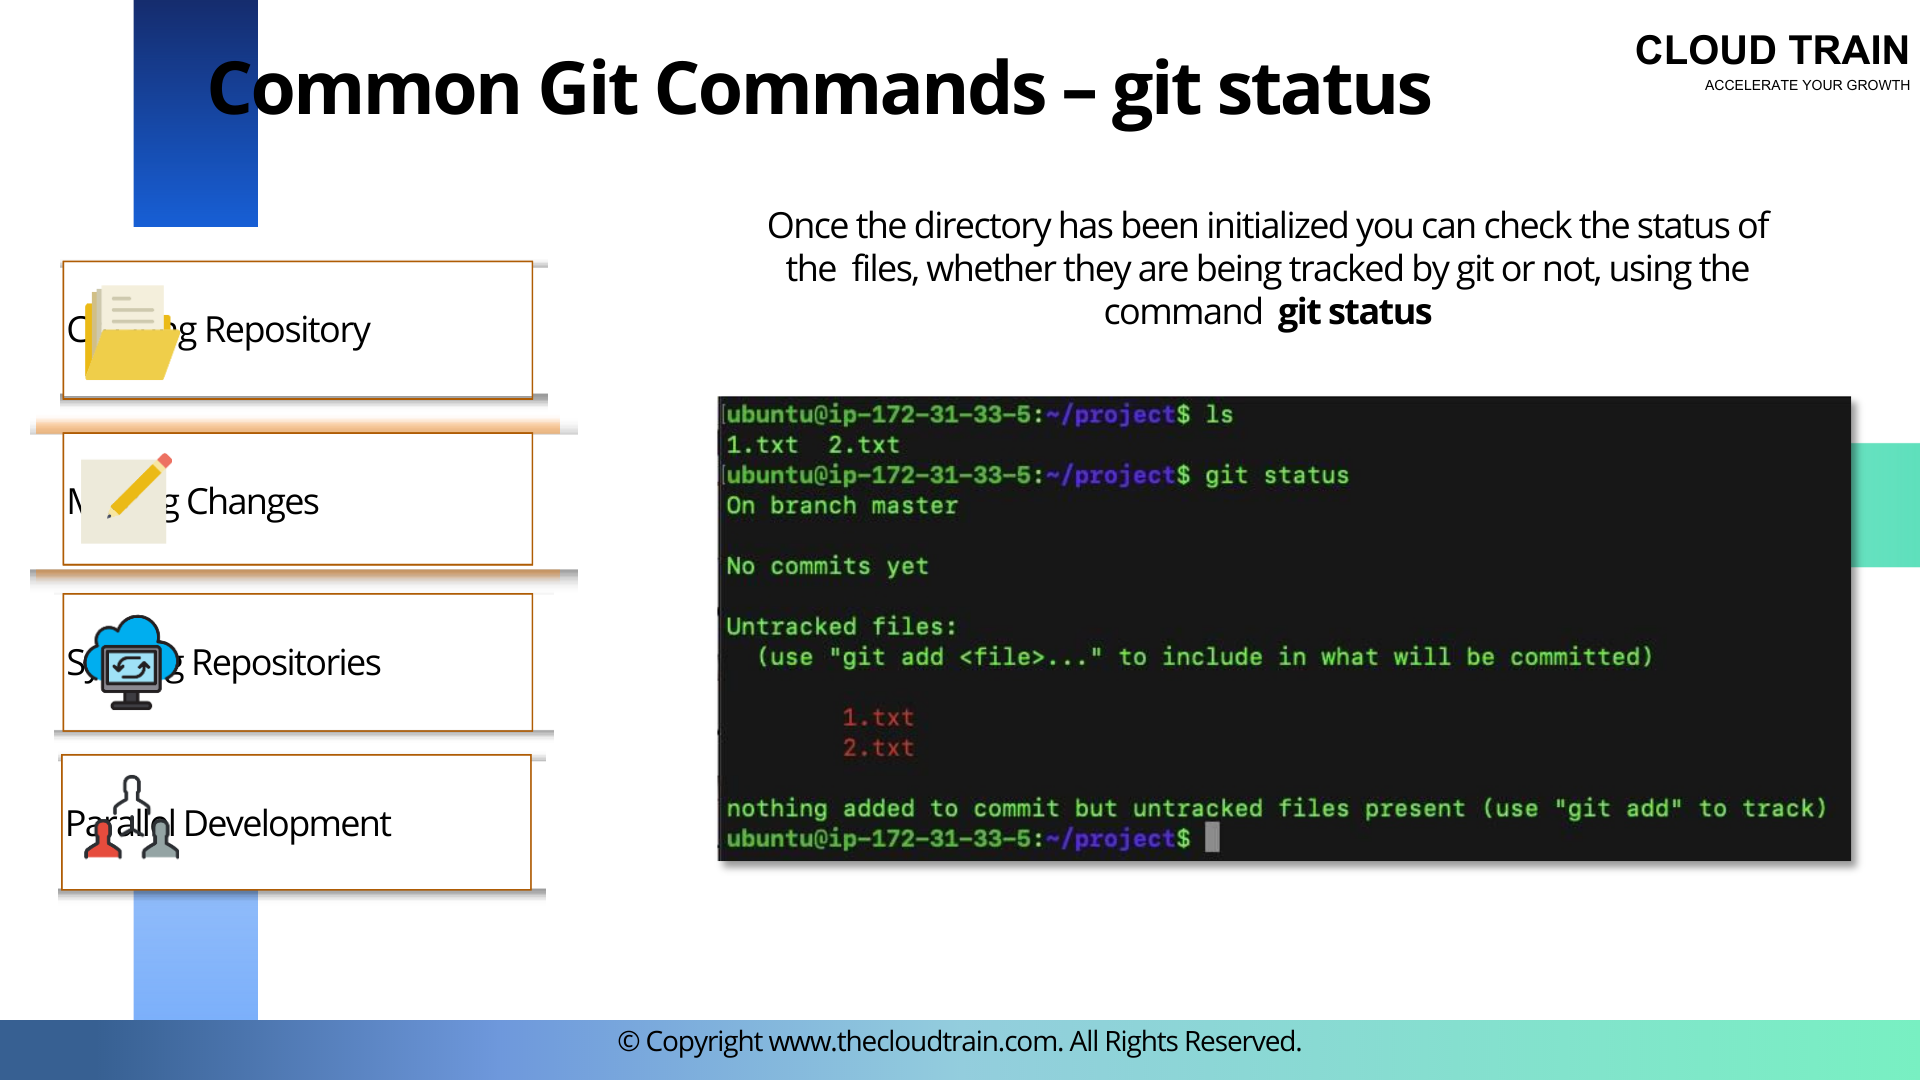 Common Git Commands – git status
CLOUD TRAIN
ACCELERATE YOUR GROWTH
Once the directory has been initialized you can check the status of
the files, whether they are being tracked by git or not, using the
command git status
Repository
Changes
Repositories
Parallel Development
ubuntu@ip-172-31-33-5:~/project$ ls
1.txt 2.txt
ubuntu@ip-172-31-33-5:~/project$ git status
On branch master
No commits yet
Untracked files:
(use "git add <file>..." to include in what will be committed)
1.txt
2.txt
nothing added to commit but untracked files present (use "git add" to track)
ubuntu@ip-172-31-33-5:~/project$
© Copyright www.thecloudtrain.com. All Rights Reserved.